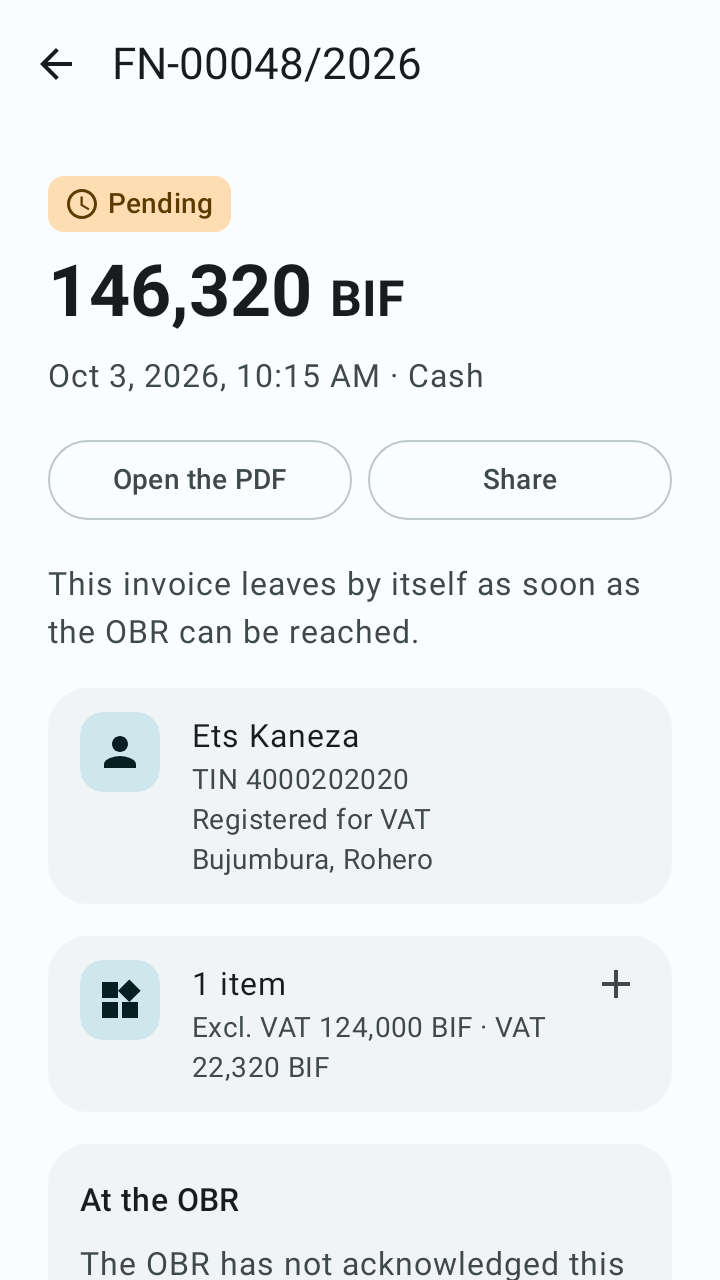 FN-00048/2026
Pending
146,320 BIF
Oct 3, 2026, 10:15 AM · Cash
Open the PDF
Share
This invoice leaves by itself as soon as
the OBR can be reached.
Ets Kaneza
TIN 4000202020
Registered for VAT
Bujumbura, Rohero
1 item
Excl. VAT 124,000 BIF · VAT
22,320 BIF
At the OBR
The OBR has not acknowledged this